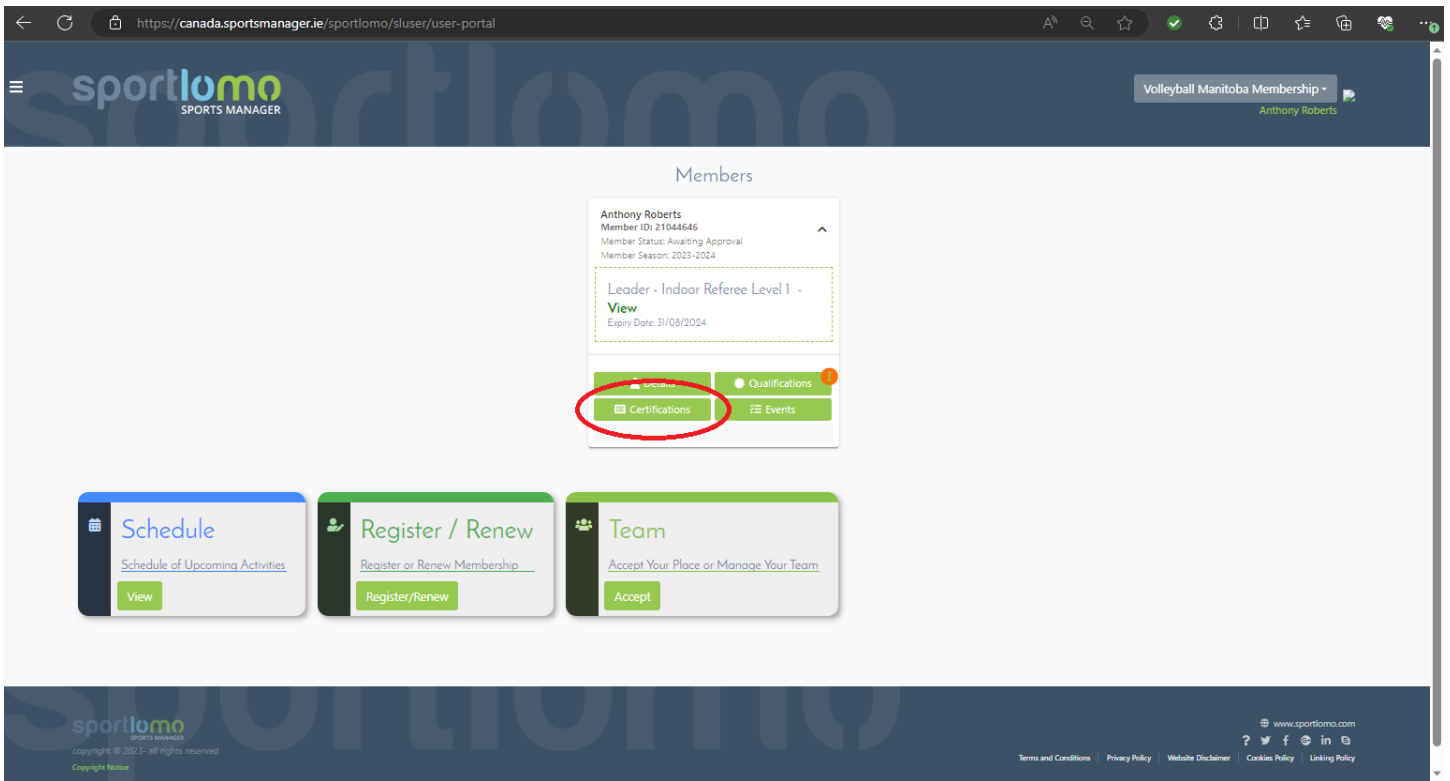 https://canada.sportsmanager.ie/sportlomo/sluser/user-portal
sportlomo
SPORTS MANAGER
Volleyball Manitoba Membership
Anthony Roberts
Members
Anthony Roberts
Member ID: 21044646
Member Status: Awaiting Approval
Member Season: 2023-2024
Leader - Indoor Referee Level 1 -
View
Expiry Date: 31/08/2024
Details
! Qualifications
Certifications
Events
Schedule
Schedule of Upcoming Activities
View
Register / Renew
Register or Renew Membership
Register/Renew
Team
Accept Your Place or Manage Your Team
Accept
sportlomo
SPORTS MANAGER
copyright © 2023- all rights reserved
Copyright Notice
www.sportlomo.com
Terms and Conditions | Privacy Policy | Website Disclaimer | Cookies Policy | Linking Policy